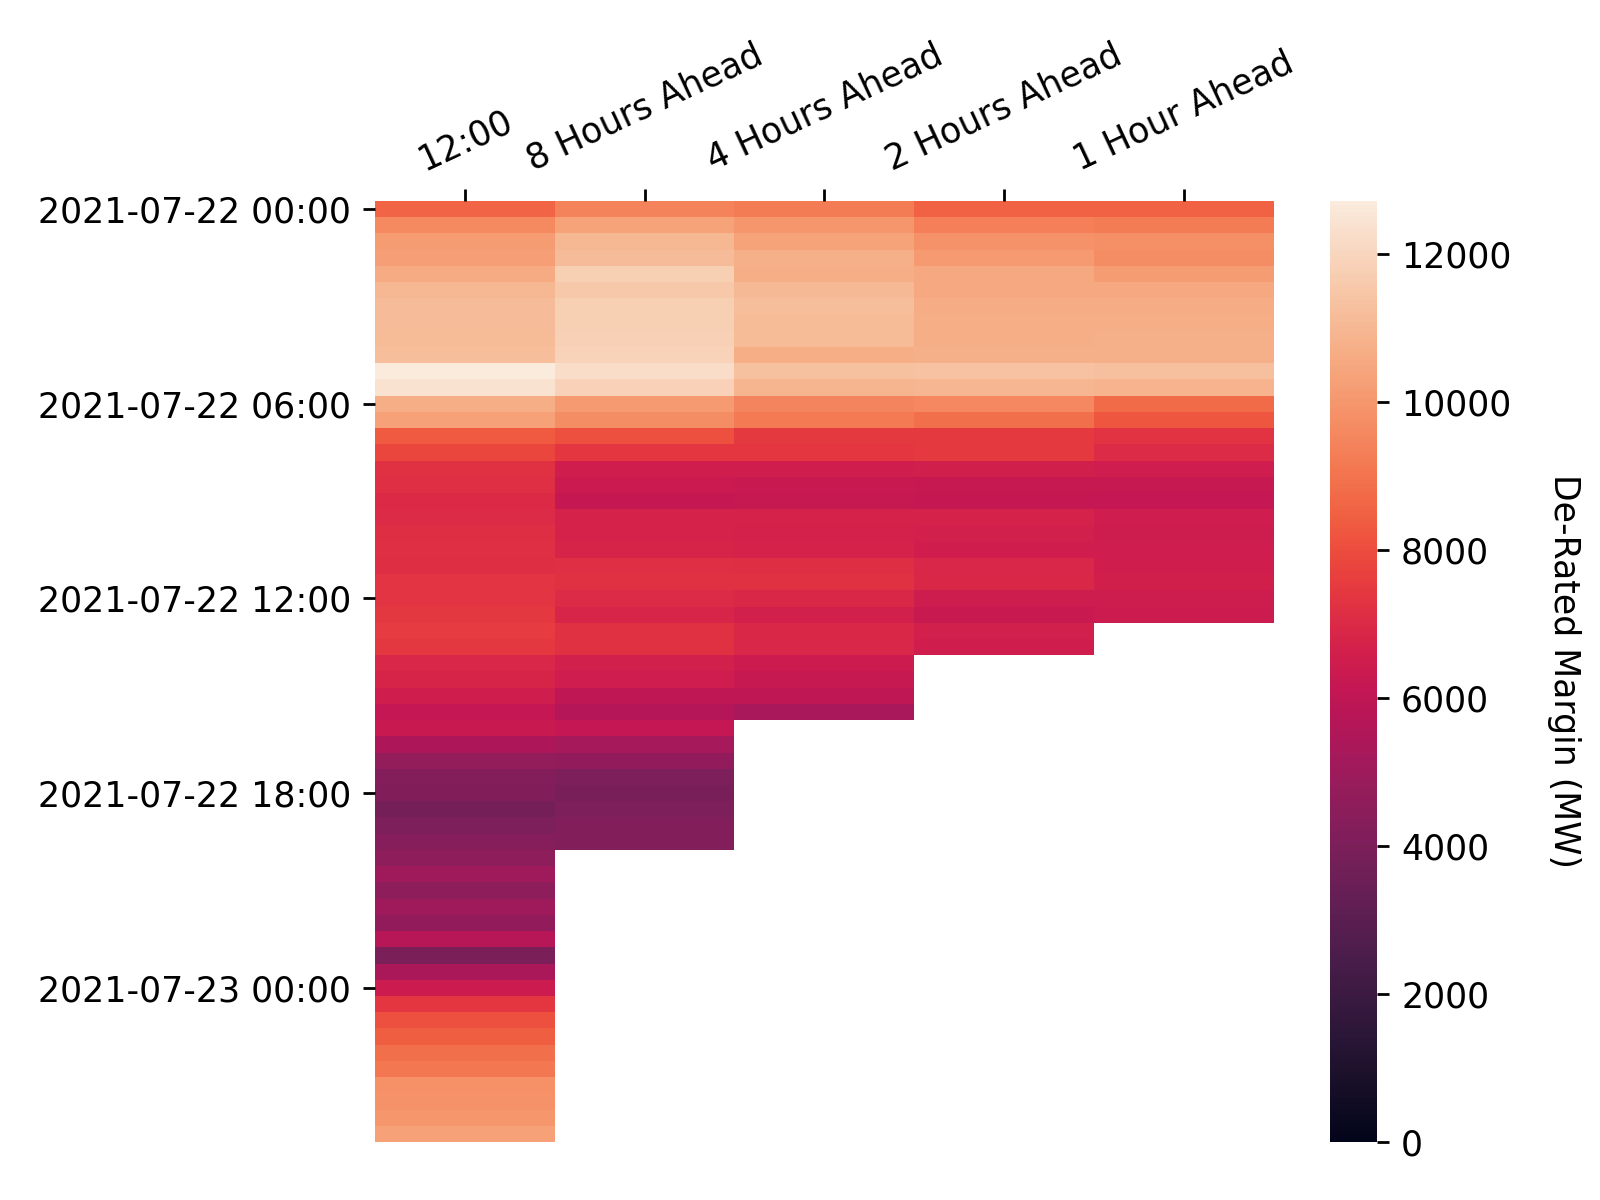 12:00
8 Hours Ahead
4 Hours Ahead
2 Hours Ahead
1 Hour Ahead
2021-07-22 00:00
2021-07-22 06:00
2021-07-22 12:00
2021-07-22 18:00
2021-07-23 00:00
12000
10000
8000
6000
4000
2000
0
De-Rated Margin (MW)